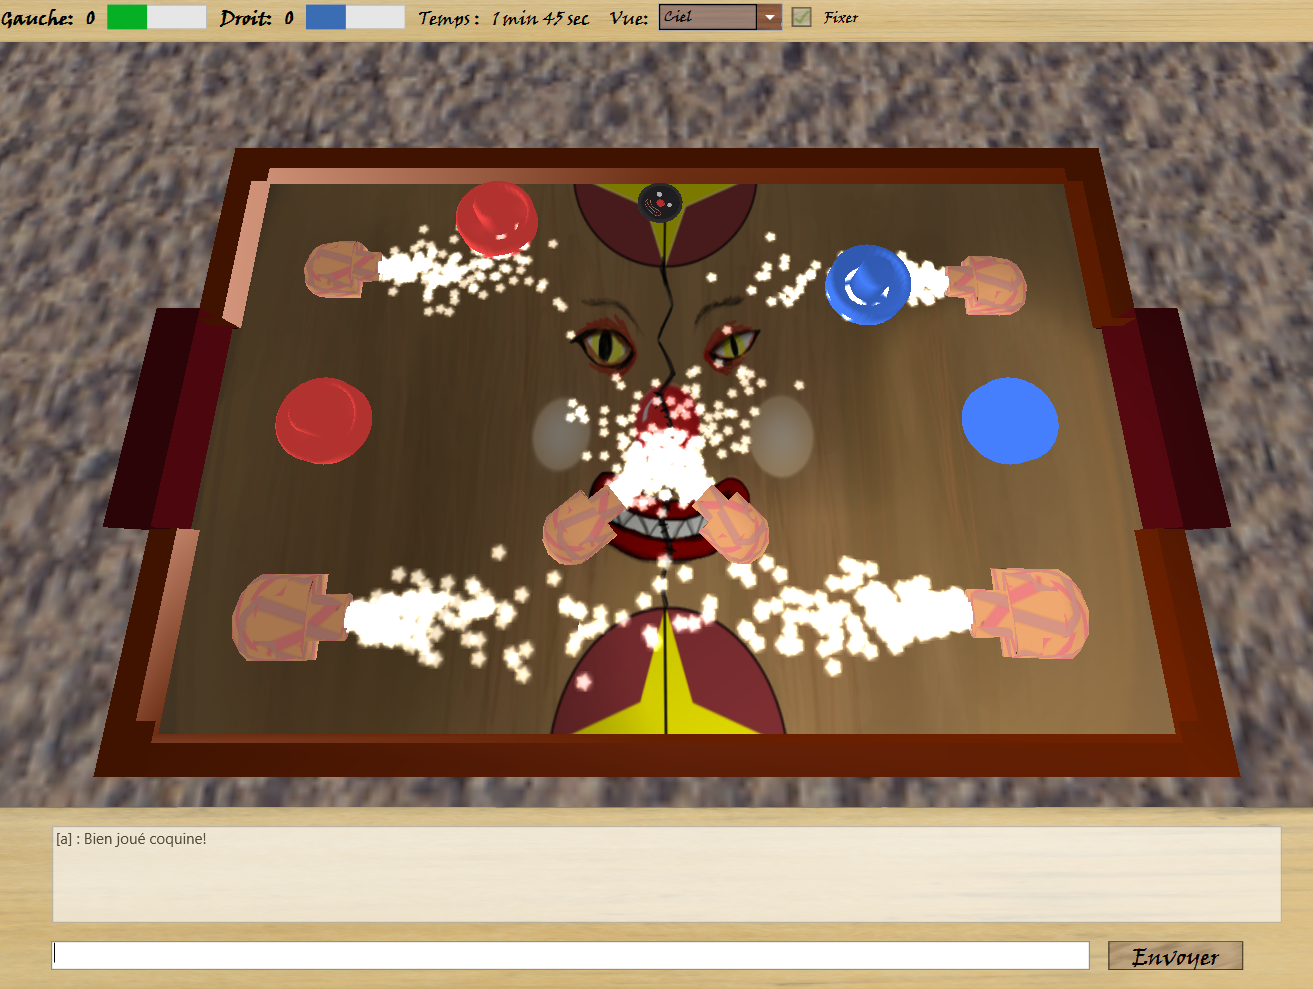 Gauche: 0 Droit: 0 Temps : 1 min 45 sec Vue: Ciel Fixer
[a] : Bien joué coquine!
Envoyer